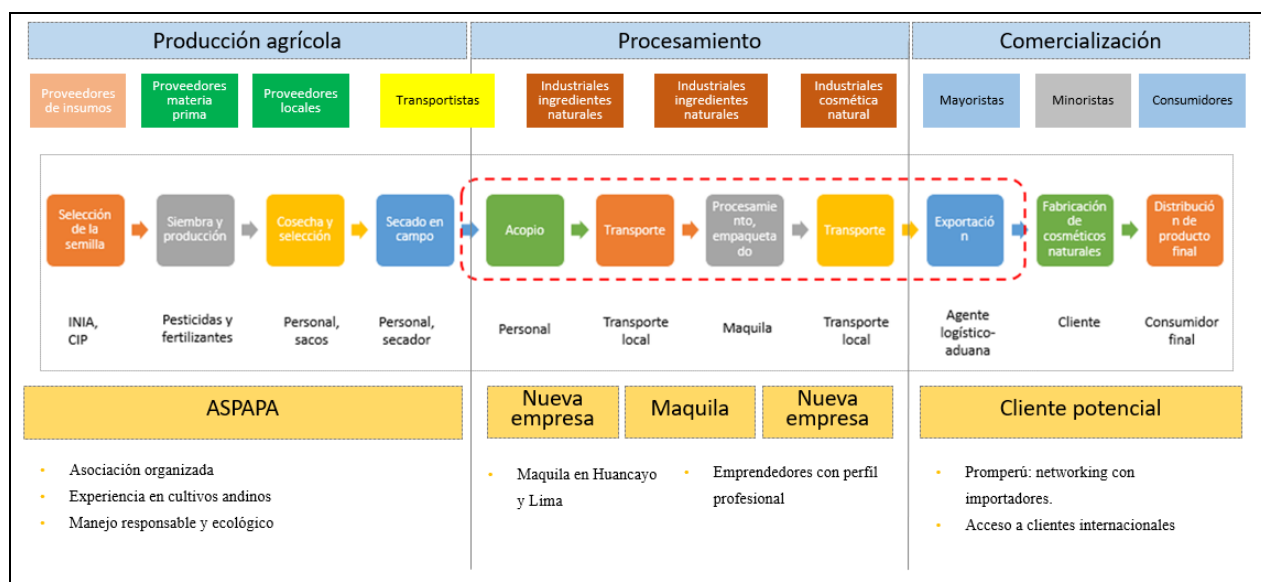 Producción agrícola
Procesamiento
Comercialización
Proveedores
de insumos
Proveedores
materia
prima
Proveedores
locales
Transportistas
Industriales
ingredientes
naturales
Industriales
ingredientes
naturales
Industriales
cosmética
natural
Mayoristas
Minoristas
Consumidores
Selección
de la
semilla
Siembra y
producción
Cosecha y
selección
Secado en
campo
Acopio
Transporte
Procesamie
nto,
empaqueta
do
Transporte
Exportació
n
Fabricación
de
cosméticos
naturales
Distribució
n de
producto
final
INIA,
CIP
Pesticidas y
fertilizantes
Personal,
sacos
Personal,
secador
Personal
Transporte
local
Maquila
Transporte
local
Agente
logístico-
aduana
Cliente
Consumidor
final
ASPAPA
Nueva
empresa
Maquila
Nueva
empresa
Cliente potencial
• Asociación organizada
• Experiencia en cultivos andinos
• Manejo responsable y ecológico
• Maquila en Huancayo
y Lima
• Emprendedores con perfil
profesional
• Promperú: networking con
importadores.
• Acceso a clientes internacionales